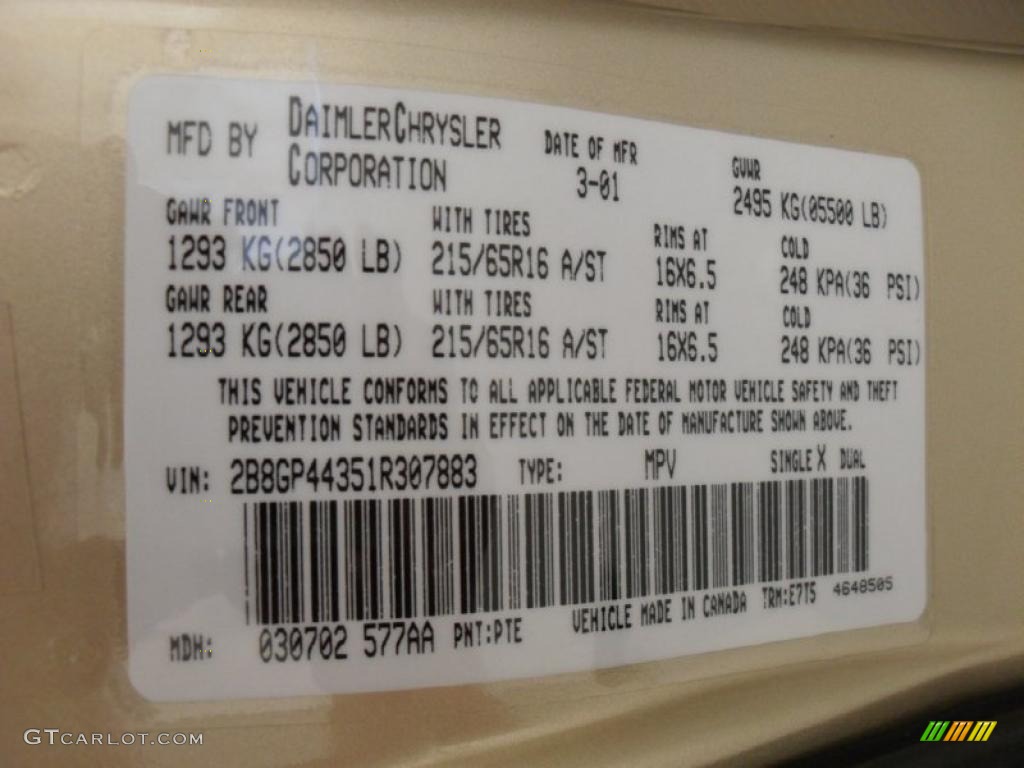 MFD BY DAIMLERCHRYSLER CORPORATION DATE OF MFR 3-01 GVWR 2495 KG(05500 LB)
GAWR FRONT WITH TIRES RIMS AT COLD
1293 KG(2850 LB) 215/65R16 A/ST 16X6.5 248 KPA(36 PSI)
GAWR REAR WITH TIRES RIMS AT COLD
1293 KG(2850 LB) 215/65R16 A/ST 16X6.5 248 KPA(36 PSI)
THIS VEHICLE CONFORMS TO ALL APPLICABLE FEDERAL MOTOR VEHICLE SAFETY AND THEFT
PREVENTION STANDARDS IN EFFECT ON THE DATE OF MANUFACTURE SHOWN ABOVE.
VIN: 2B8GP44351R307883 TYPE: MPV SINGLE X DUAL
VEHICLE MADE IN CANADA TRM:E7T5 4648505
MDH: 030702 577AA PNT:PTE
GTCARLOT.COM